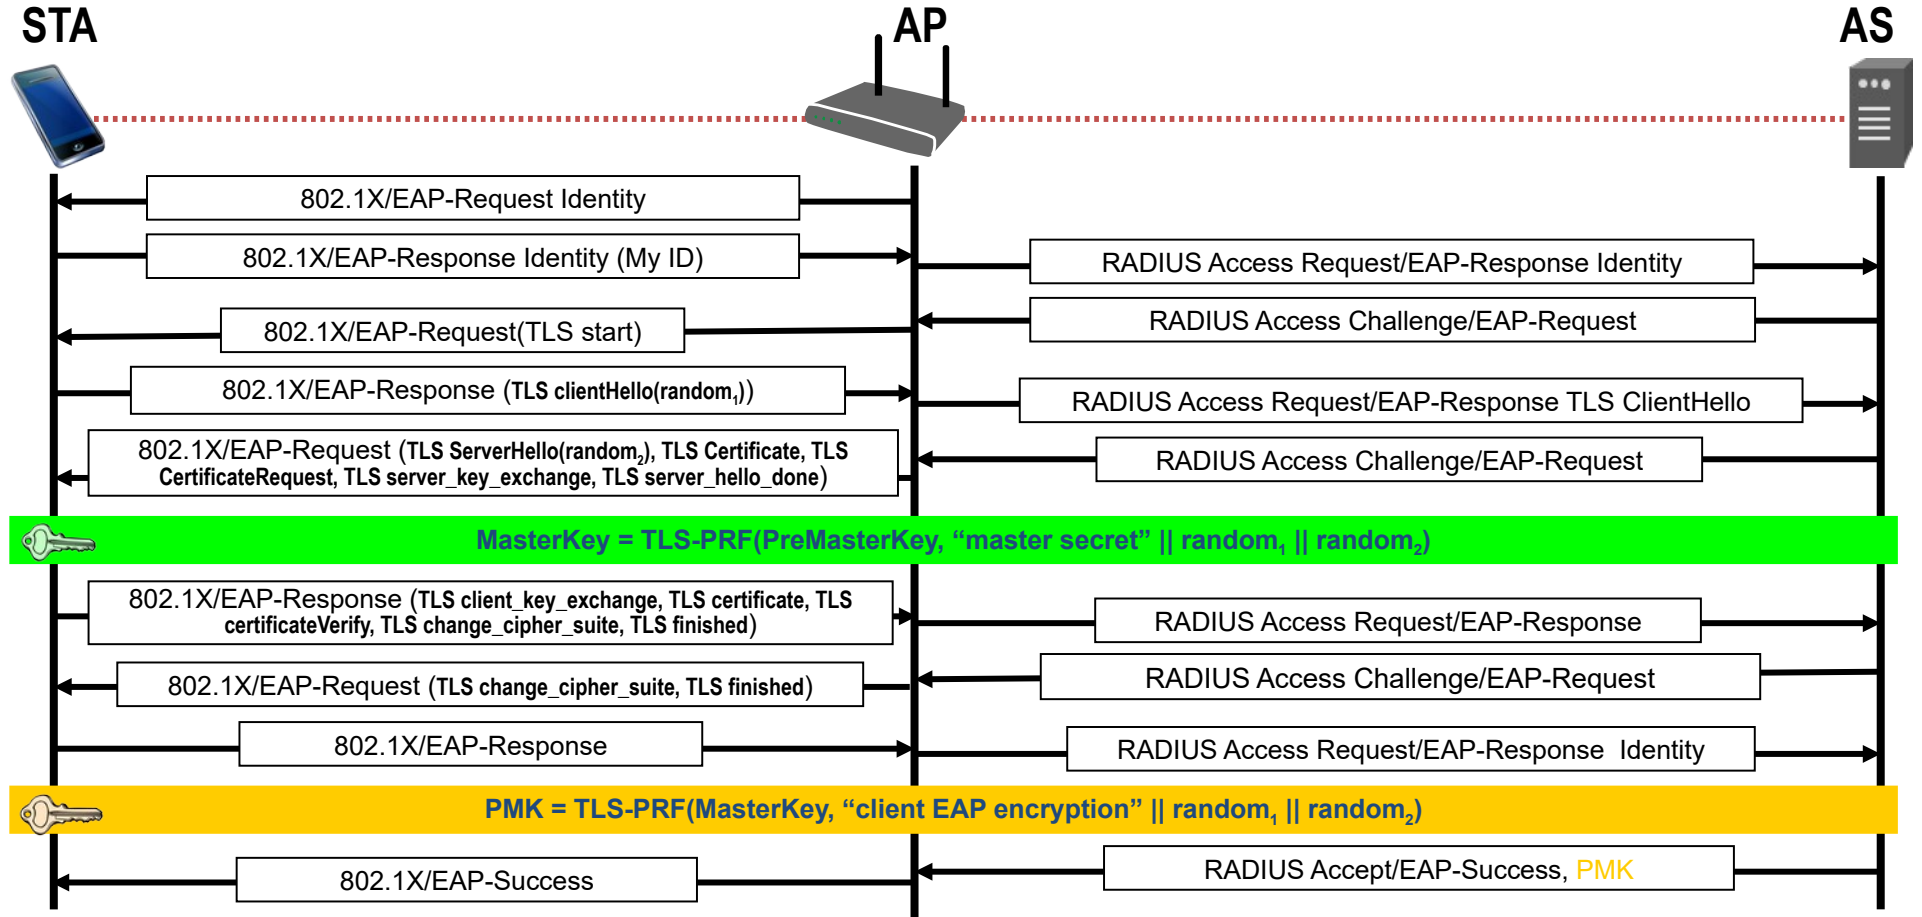 STA
AP
AS
802.1X/EAP-Request Identity
802.1X/EAP-Response Identity (My ID)
RADIUS Access Request/EAP-Response Identity
RADIUS Access Challenge/EAP-Request
802.1X/EAP-Request(TLS start)
802.1X/EAP-Response (TLS clientHello(random₁))
RADIUS Access Request/EAP-Response TLS ClientHello
802.1X/EAP-Request (TLS ServerHello(random₂), TLS Certificate, TLS
CertificateRequest, TLS server_key_exchange, TLS server_hello_done)
RADIUS Access Challenge/EAP-Request
MasterKey = TLS-PRF(PreMasterKey, “master secret” || random₁ || random₂)
802.1X/EAP-Response (TLS client_key_exchange, TLS certificate, TLS
certificateVerify, TLS change_cipher_suite, TLS finished)
RADIUS Access Request/EAP-Response
RADIUS Access Challenge/EAP-Request
802.1X/EAP-Request (TLS change_cipher_suite, TLS finished)
802.1X/EAP-Response
RADIUS Access Request/EAP-Response Identity
PMK = TLS-PRF(MasterKey, “client EAP encryption” || random₁ || random₂)
RADIUS Accept/EAP-Success, PMK
802.1X/EAP-Success